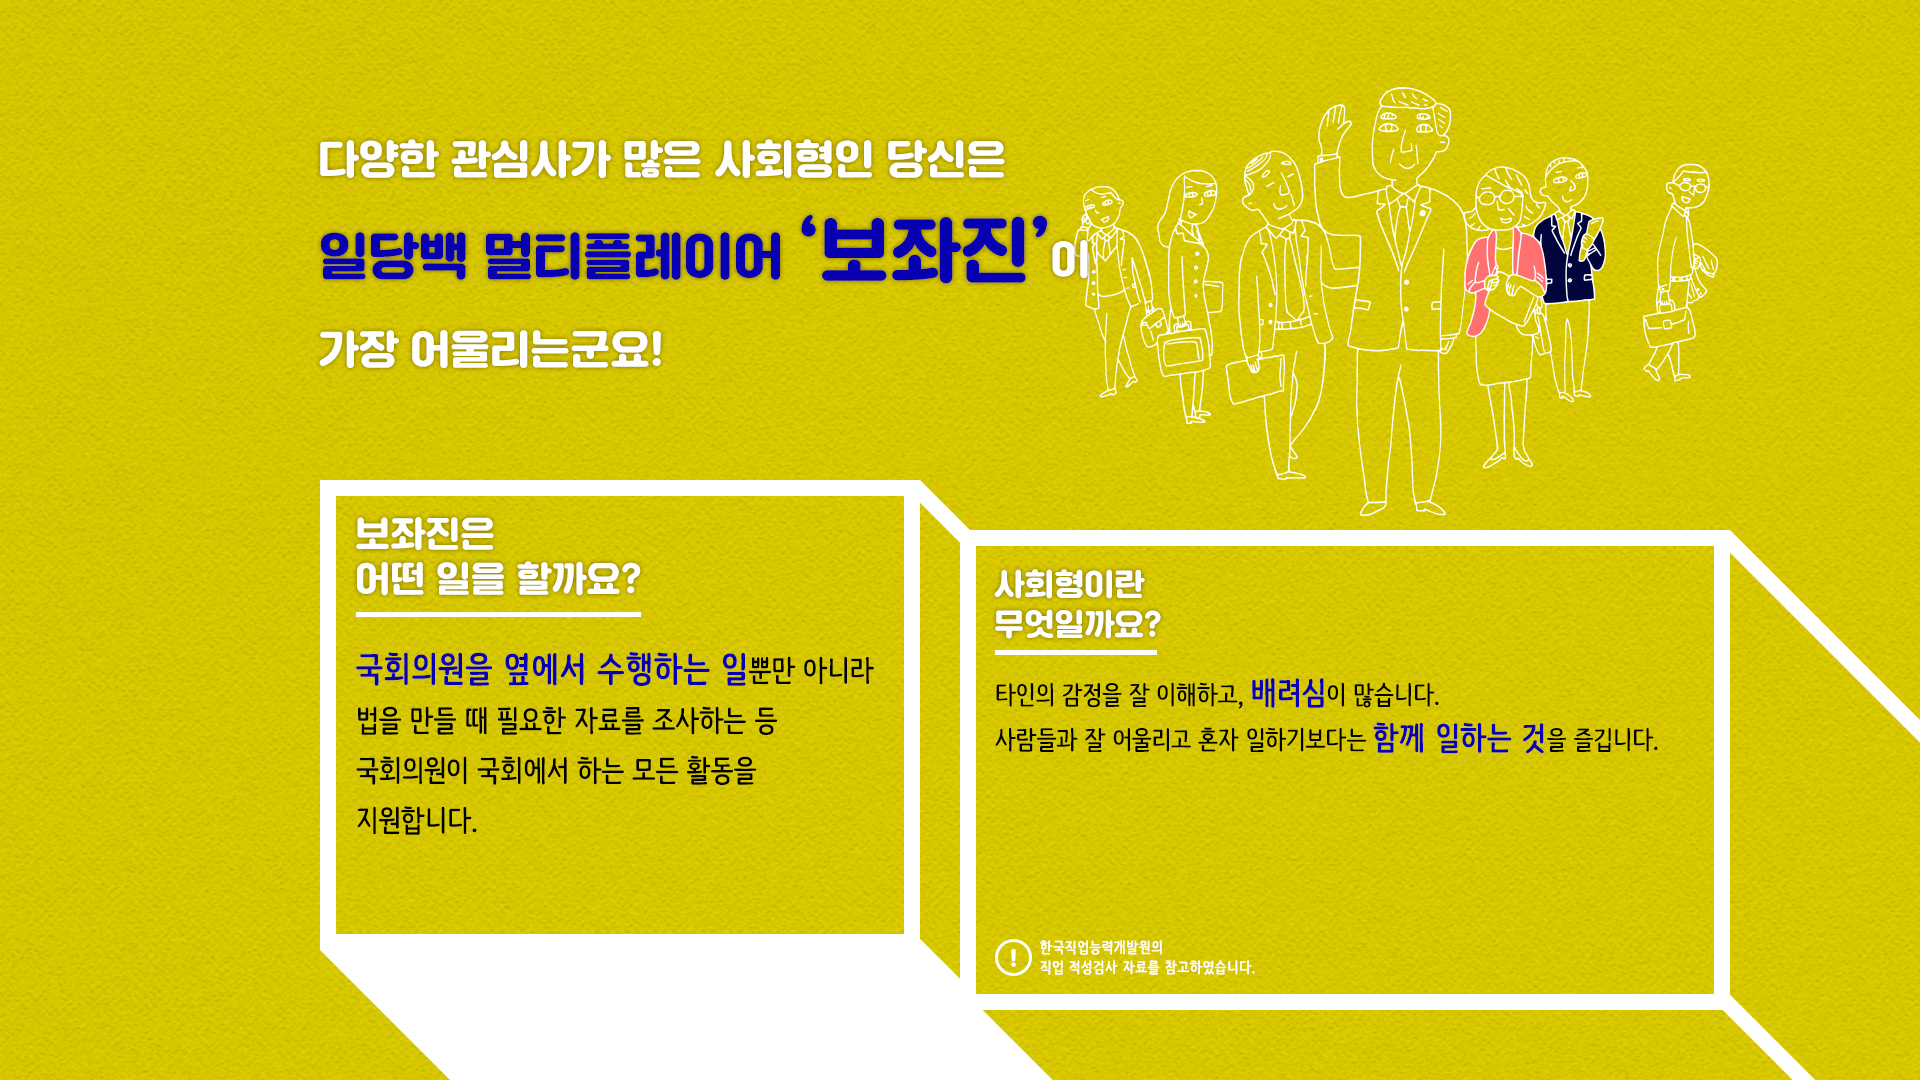 다양한 관심사가 많은 사회형인 당신은
일당백 멀티플레이어 ‘보좌진’이
가장 어울리는군요!
보좌진은
어떤 일을 할까요?
국회의원을 옆에서 수행하는 일뿐만 아니라
법을 만들 때 필요한 자료를 조사하는 등
국회의원이 국회에서 하는 모든 활동을
지원합니다.
사회형이란
무엇일까요?
타인의 감정을 잘 이해하고, 배려심이 많습니다.
사람들과 잘 어울리고 혼자 일하기보다는 함께 일하는 것을 즐깁니다.
한국직업능력개발원의
직업 적성검사 자료를 참고하였습니다.